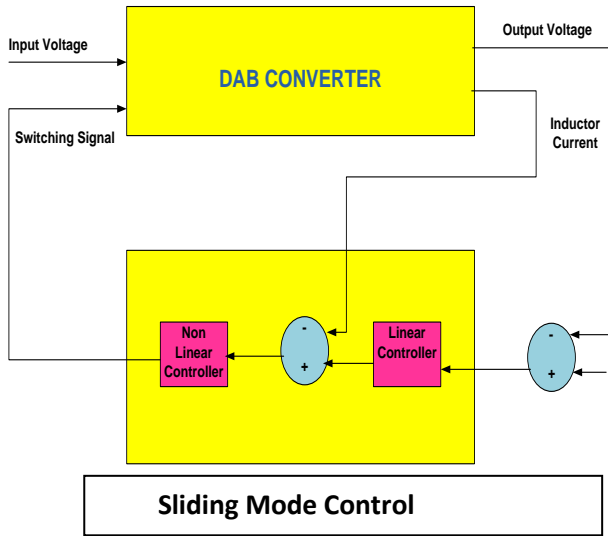 Input Voltage
Output Voltage
DAB CONVERTER
Switching Signal
Inductor
Current
Non
Linear
Controller
-
+
Linear
Controller
-
+
Sliding Mode Control